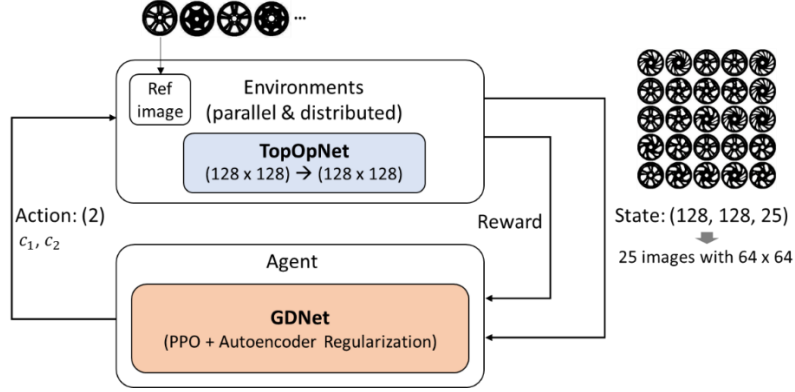 ...
Ref
image
Environments
(parallel & distributed)
TopOpNet
(128 x 128) → (128 x 128)
Action: (2)
c₁, c₂
Reward
State: (128, 128, 25)
25 images with 64 x 64
Agent
GDNet
(PPO + Autoencoder Regularization)